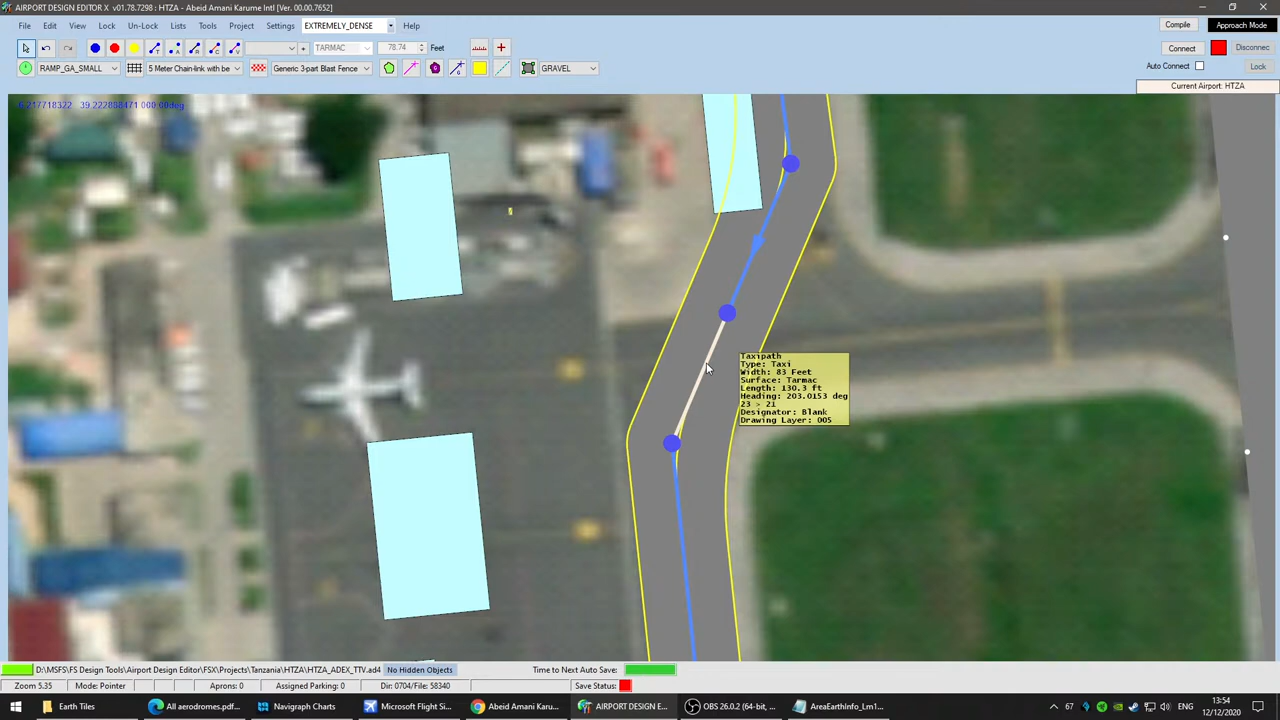 AIRPORT DESIGN EDITOR X v01.78.7298 : HTZA - Abeid Amani Karume Intl [Ver. 00.00.7652]
File Edit View Lock Un-Lock Lists Tools Project Settings EXTREMELY_DENSE Help
Compile Approach Mode
TARMAC 78.74 Feet
Connect Disconnec
RAMP_GA_SMALL 5 Meter Chain-link with be Generic 3-part Blast Fence GRAVEL
Auto Connect Lock
Current Airport: HTZA
39.222888471 000.00deg
Taxipath
Type: Taxi
Width: 83 Feet
Surface: Tarmac
Length: 130.3 ft
Heading: 203.0153 deg
23 > 21
Designator: Blank
Drawing Layer: 005
D:\MSFS\FS Design Tools\Airport Design Editor\FSX\Projects\Tanzania\HTZA\HTZA_ADEX_TTV.ad4 No Hidden Objects Time to Next Auto Save:
Zoom 5.35 Mode: Pointer Aprons: 0 Assigned Parking: 0 Dir: 0704/File: 58340 Save Status:
Earth Tiles All aerodromes.pdf... Navigraph Charts Microsoft Flight Si... Abeid Amani Karu... AIRPORT DESIGN E... OBS 26.0.2 (64-bit, ... AreaEarthInfo_Lm1... 67 ENG 13:54
12/12/2020